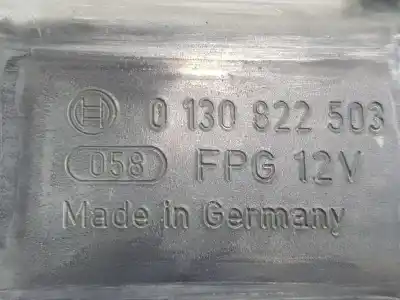 0 130 822 503
058 FPG 12V
Made in Germany